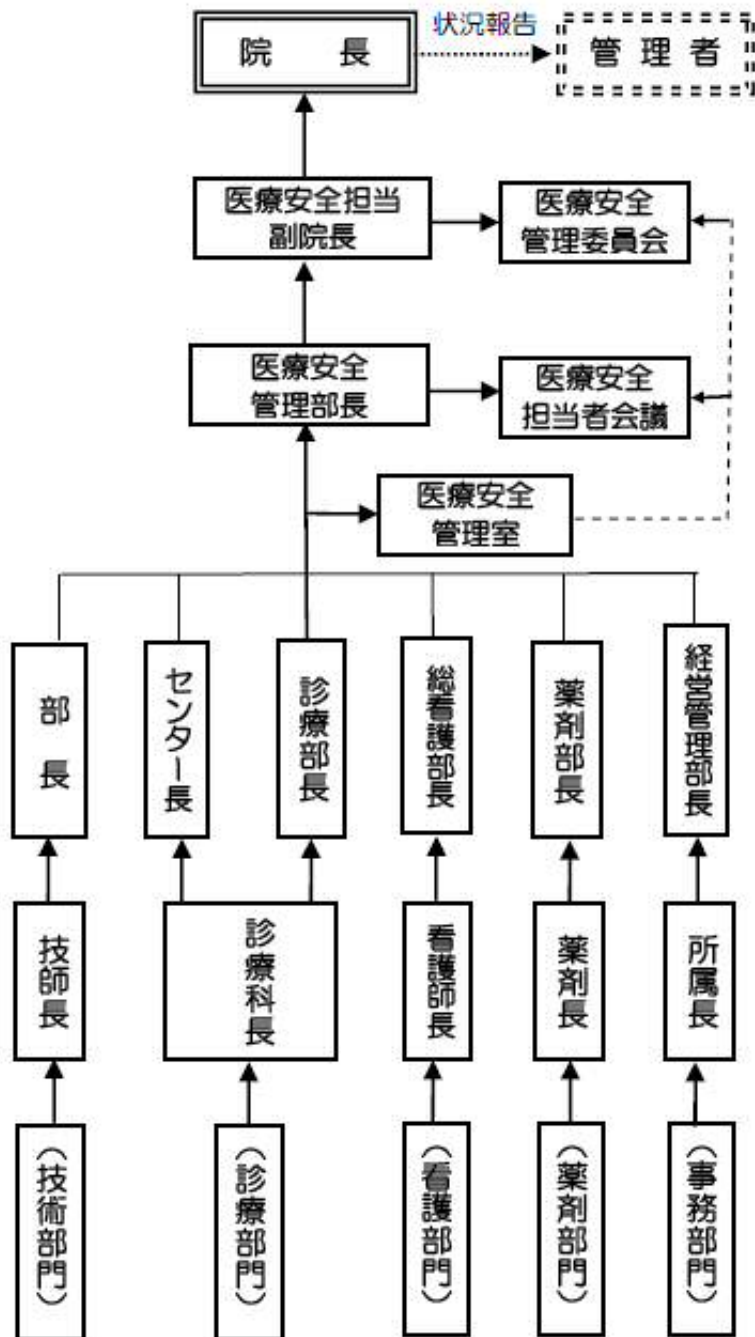 院 長
状況報告
管 理 者
医療安全担当
副院長
医療安全
管理委員会
医療安全
管理部長
医療安全
担当者会議
医療安全
管理室
部 長
センター長
診療部長
総看護部長
薬剤部長
経営管理部長
技師長
診療科長
看護師長
薬剤長
所属長
（技術部門）
（診療部門）
（看護部門）
（薬剤部門）
（事務部門）